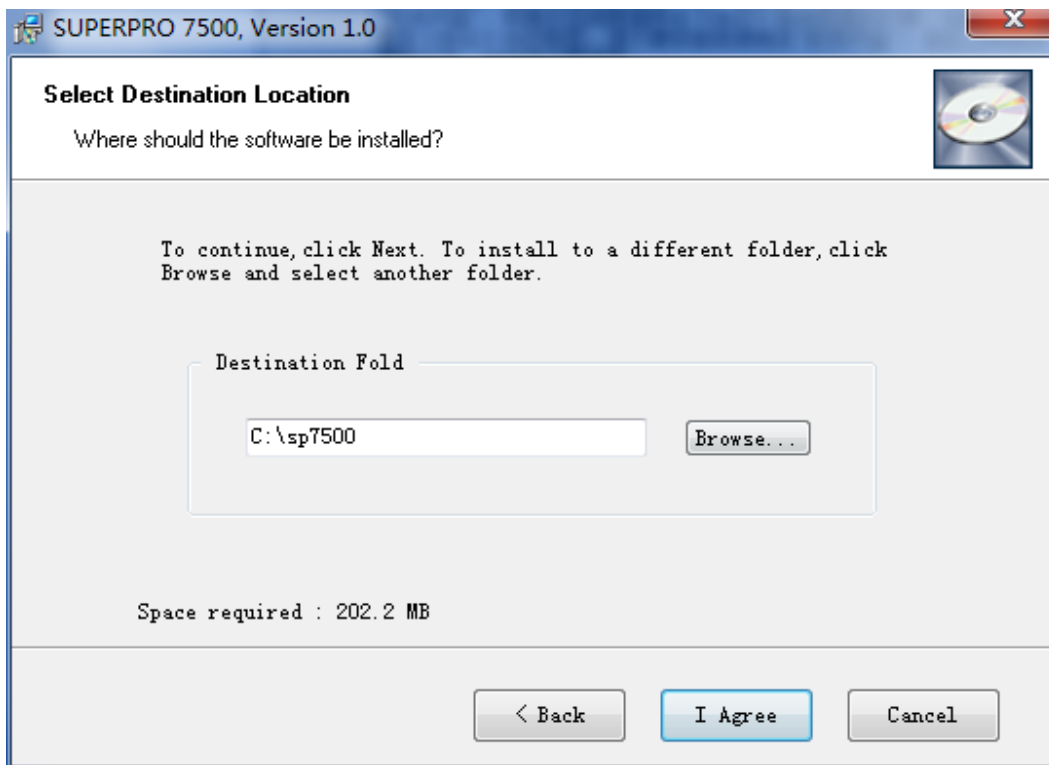 SUPERPRO 7500, Version 1.0
Select Destination Location
Where should the software be installed?
To continue,click Next. To install to a different folder,click
Browse and select another folder.
Destination Fold
C:\sp7500
Browse...
Space required : 202.2 MB
< Back
I Agree
Cancel